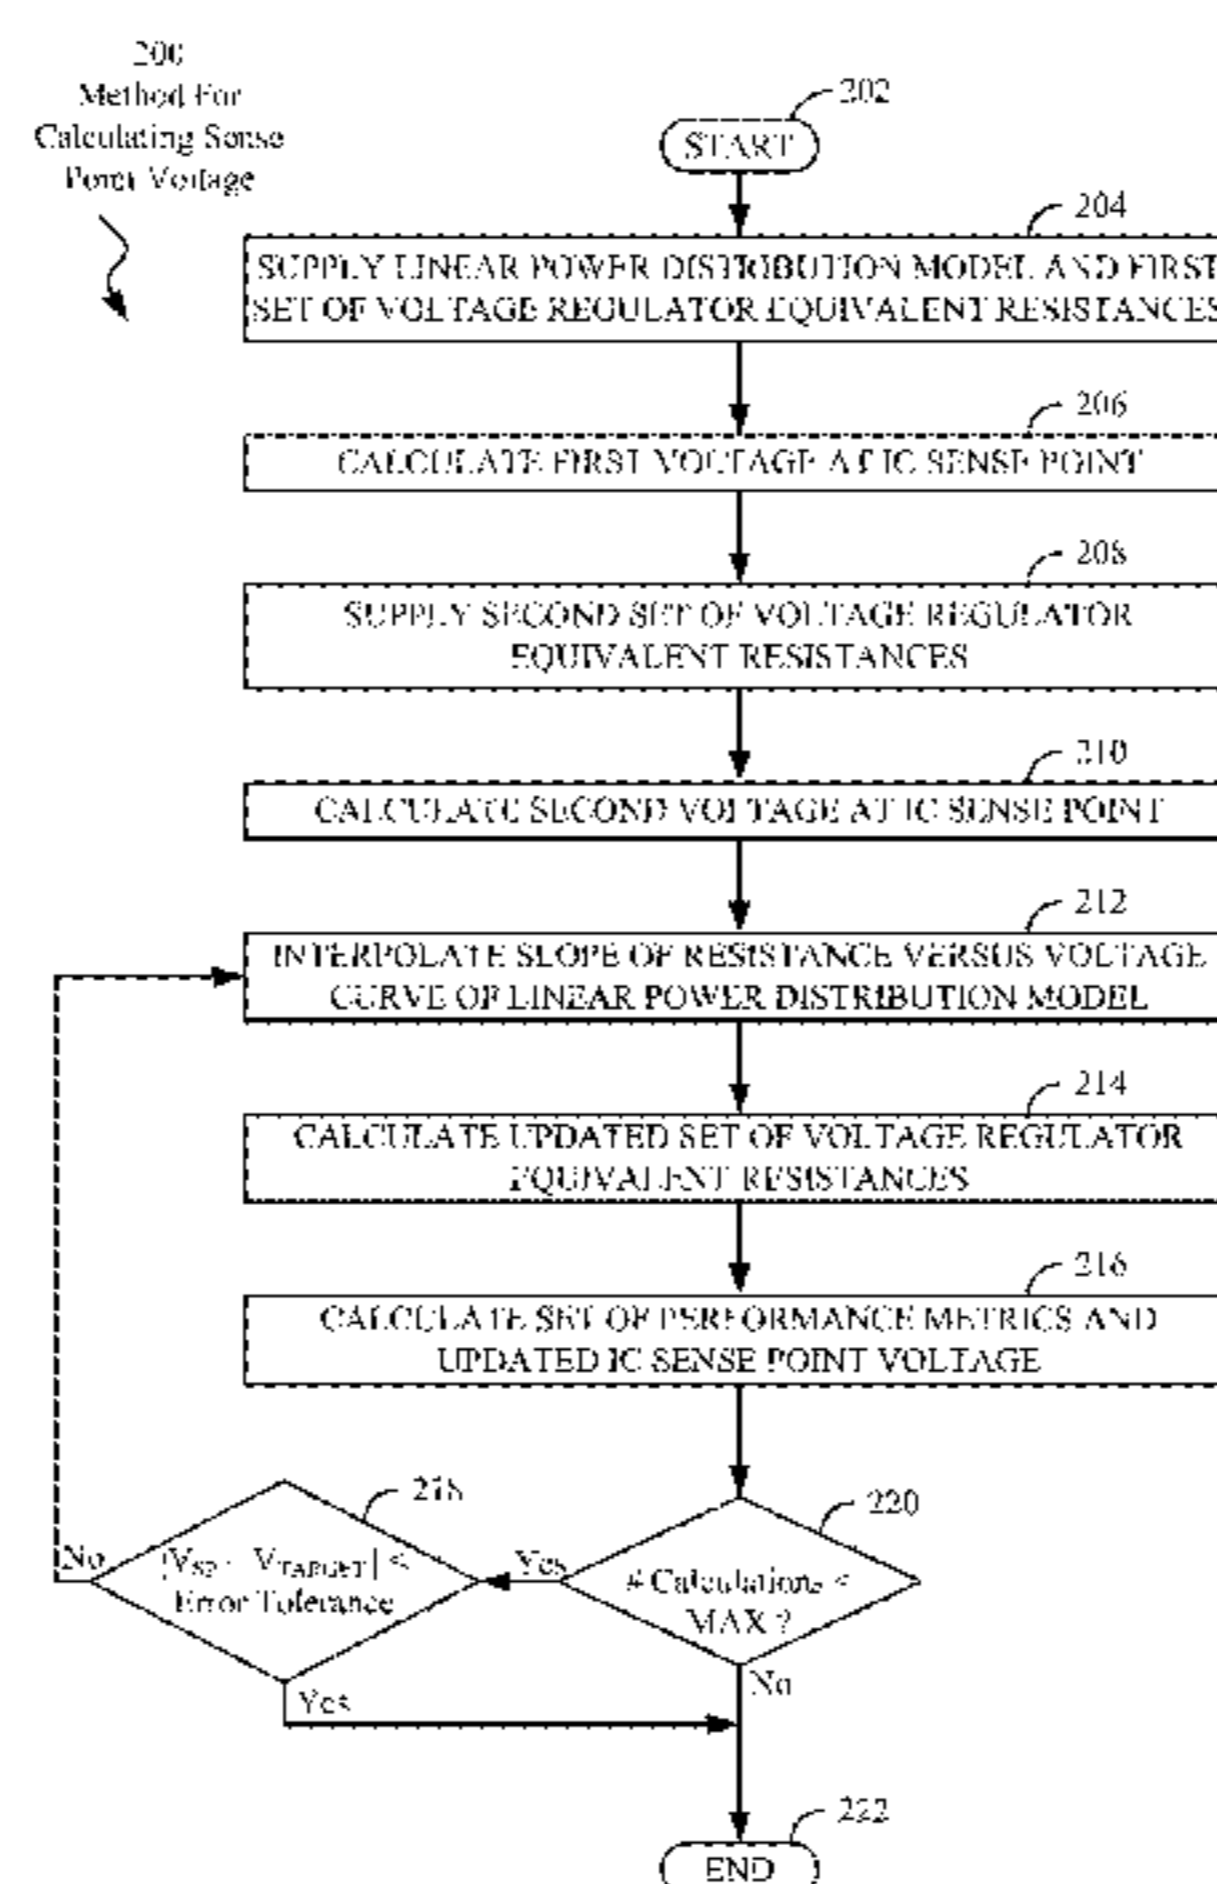 200
Method For
Calculating Sense
Point Voltage
202
START
204
SUPPLY LINEAR POWER DISTRIBUTION MODEL AND FIRST
SET OF VOLTAGE REGULATOR EQUIVALENT RESISTANCES
206
CALCULATE FIRST VOLTAGE AT IC SENSE POINT
208
SUPPLY SECOND SET OF VOLTAGE REGULATOR
EQUIVALENT RESISTANCES
210
CALCULATE SECOND VOLTAGE AT IC SENSE POINT
212
INTERPOLATE SLOPE OF RESISTANCE VERSUS VOLTAGE
CURVE OF LINEAR POWER DISTRIBUTION MODEL
214
CALCULATE UPDATED SET OF VOLTAGE REGULATOR
EQUIVALENT RESISTANCES
216
CALCULATE SET OF PERFORMANCE METRICS AND
UPDATED IC SENSE POINT VOLTAGE
218
220
No
|VSP - VTARGET| <
Error Tolerance
Yes
# Calculations <
MAX ?
Yes
No
222
END